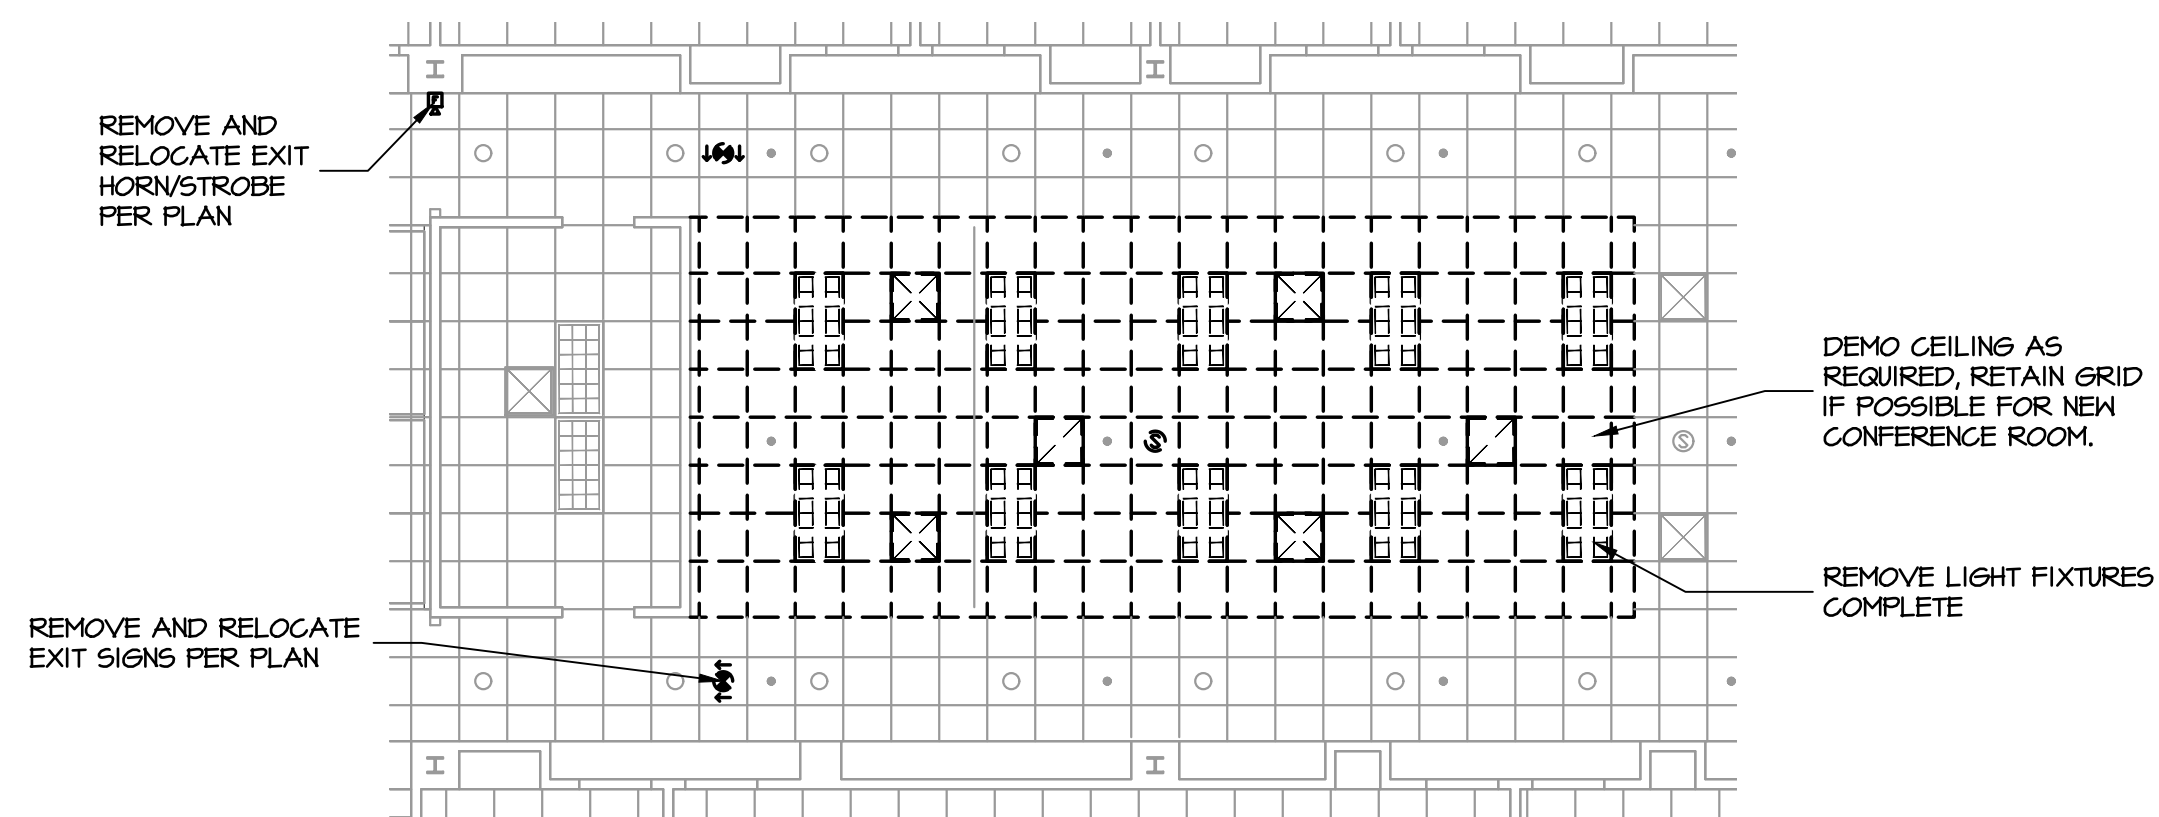 REMOVE AND
RELOCATE EXIT
HORN/STROBE
PER PLAN
DEMO CEILING AS
REQUIRED, RETAIN GRID
IF POSSIBLE FOR NEW
CONFERENCE ROOM.
REMOVE LIGHT FIXTURES
COMPLETE
REMOVE AND RELOCATE
EXIT SIGNS PER PLAN
S
S